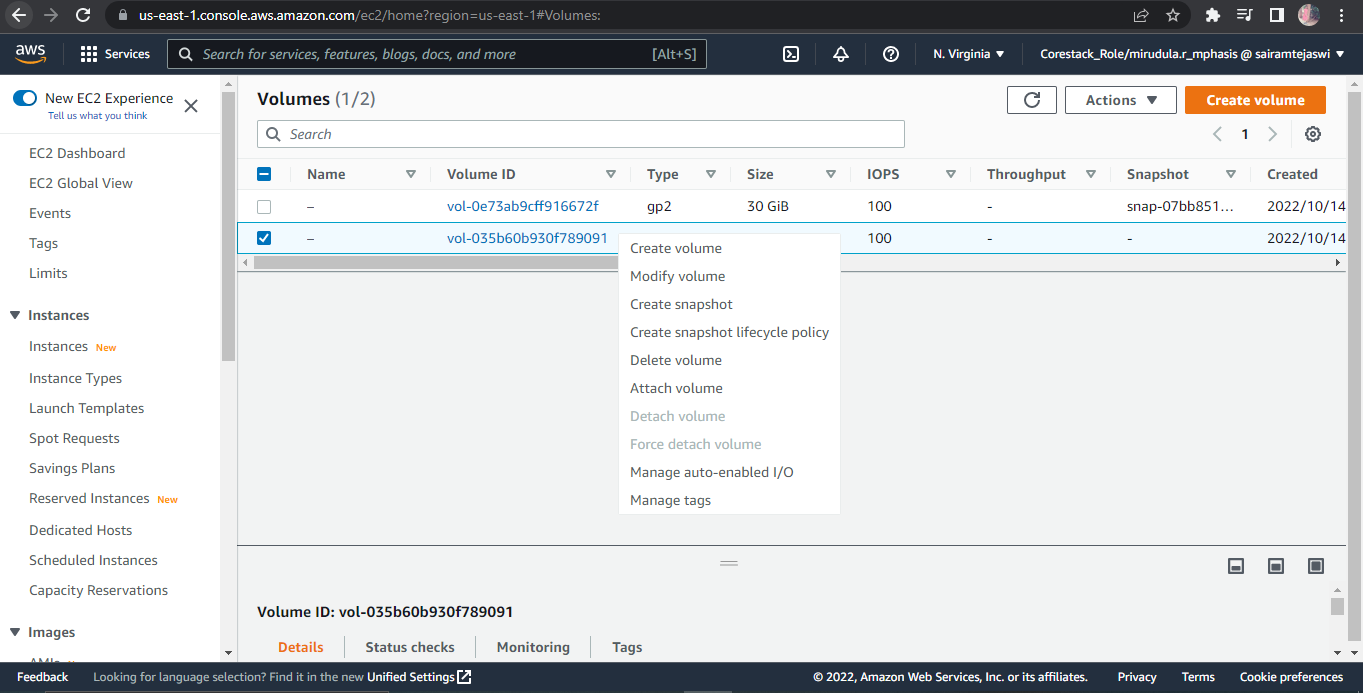 us-east-1.console.aws.amazon.com/ec2/home?region=us-east-1#Volumes:
aws Services Search for services, features, blogs, docs, and more [Alt+S] N. Virginia Corestack_Role/mirudula.r_mphasis @ sairamtejaswi
New EC2 Experience
Tell us what you think
EC2 Dashboard
EC2 Global View
Events
Tags
Limits
Instances
Instances New
Instance Types
Launch Templates
Spot Requests
Savings Plans
Reserved Instances New
Dedicated Hosts
Scheduled Instances
Capacity Reservations
Images
Volumes (1/2) Actions Create volume
Search
1
Name Volume ID Type Size IOPS Throughput Snapshot Created
– vol-0e73ab9cff916672f gp2 30 GiB 100 - snap-07bb851... 2022/10/14
– vol-035b60b930f789091 100 - - 2022/10/14
Create volume
Modify volume
Create snapshot
Create snapshot lifecycle policy
Delete volume
Attach volume
Detach volume
Force detach volume
Manage auto-enabled I/O
Manage tags
Volume ID: vol-035b60b930f789091
Details Status checks Monitoring Tags
Feedback Looking for language selection? Find it in the new Unified Settings © 2022, Amazon Web Services, Inc. or its affiliates. Privacy Terms Cookie preferences